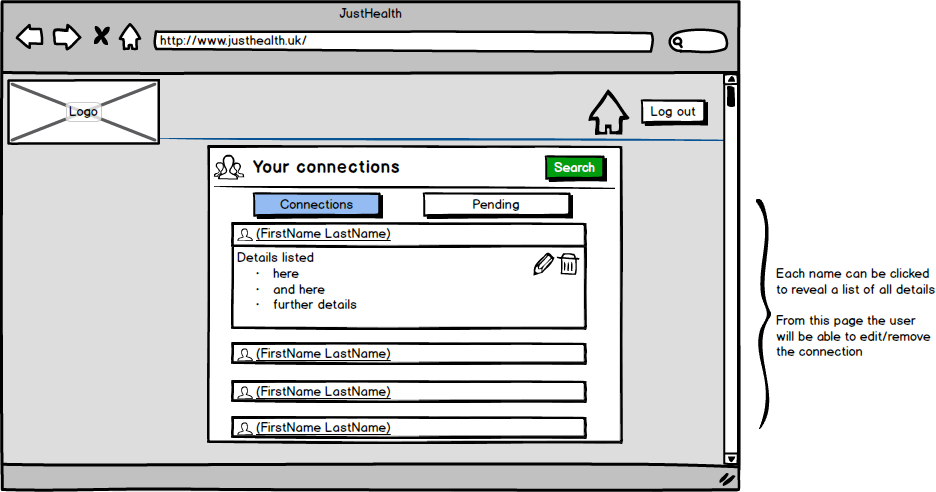 JustHealth
http://www.justhealth.uk/
Logo
Log out
Your connections
Search
Connections
Pending
(FirstName LastName)
Details listed
· here
· and here
· further details
(FirstName LastName)
(FirstName LastName)
(FirstName LastName)
Each name can be clicked
to reveal a list of all details
From this page the user
will be able to edit/remove
the connection